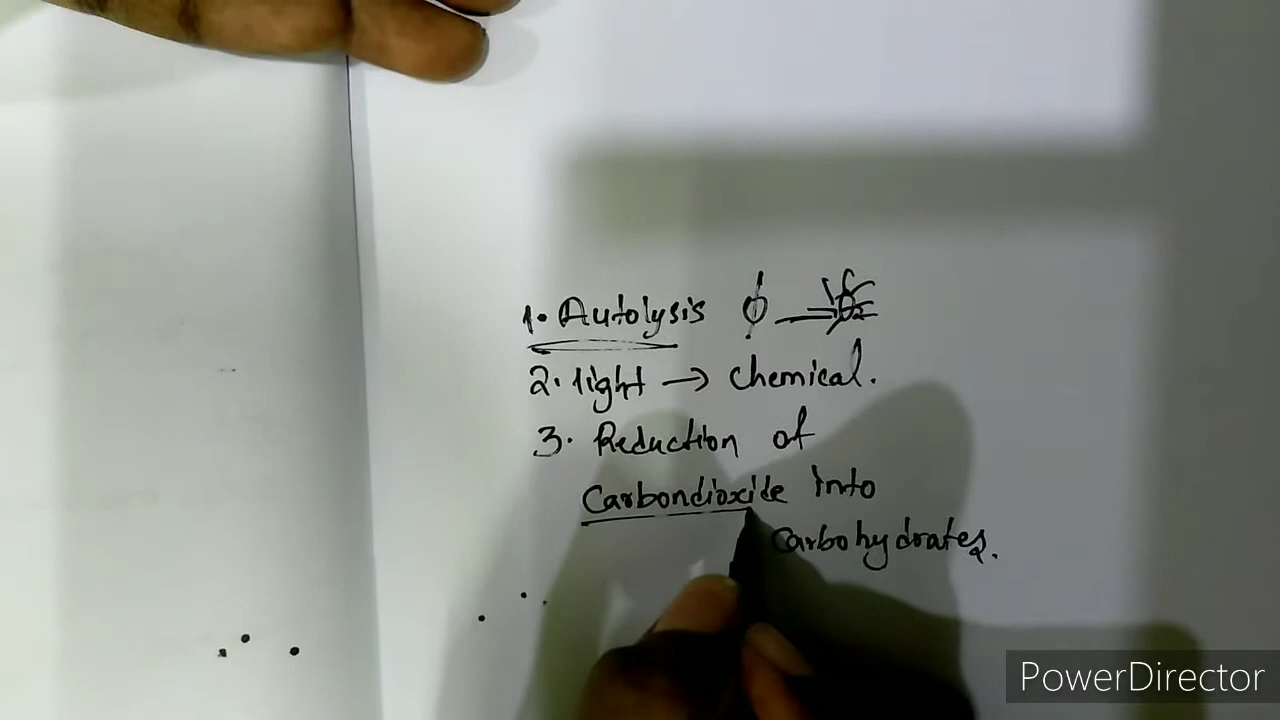 1. Autolysis
2. light → chemical.
3. Reduction of
Carbondioxide into
Carbohydrates.
PowerDirector